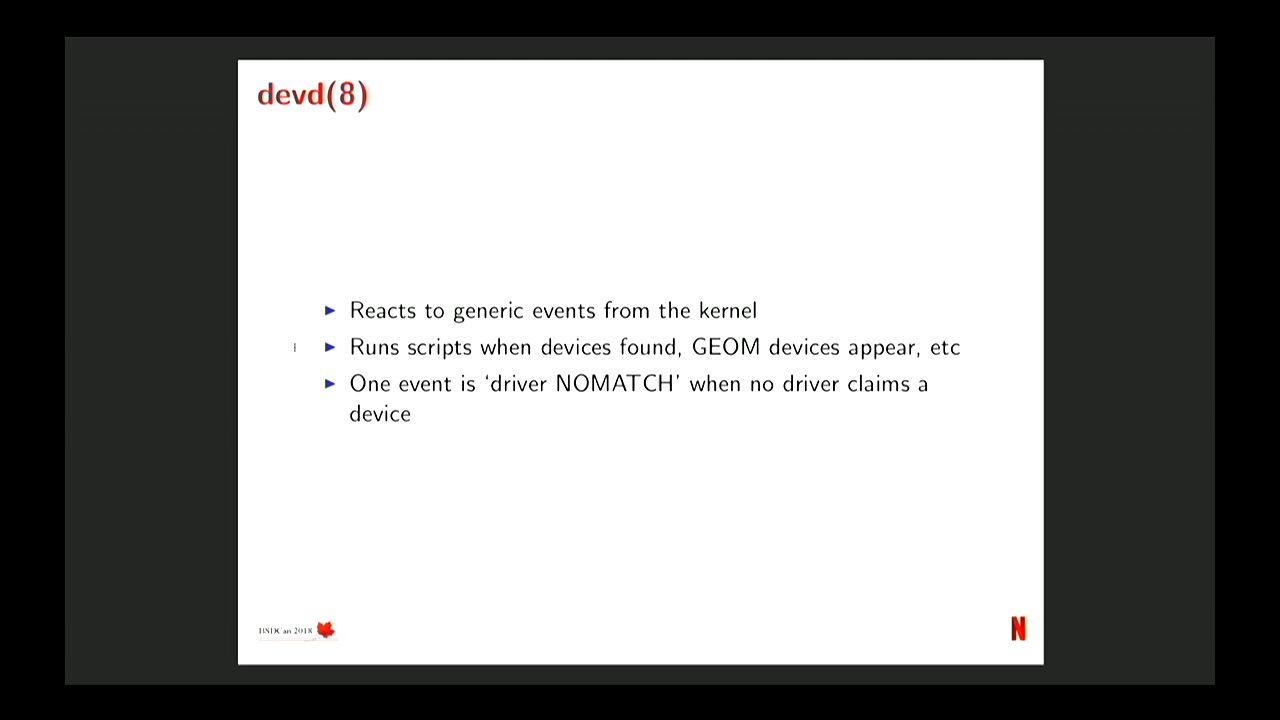 devd(8)
Reacts to generic events from the kernel
Runs scripts when devices found, GEOM devices appear, etc
One event is ‘driver NOMATCH’ when no driver claims a
device
BSDCan 2018
N